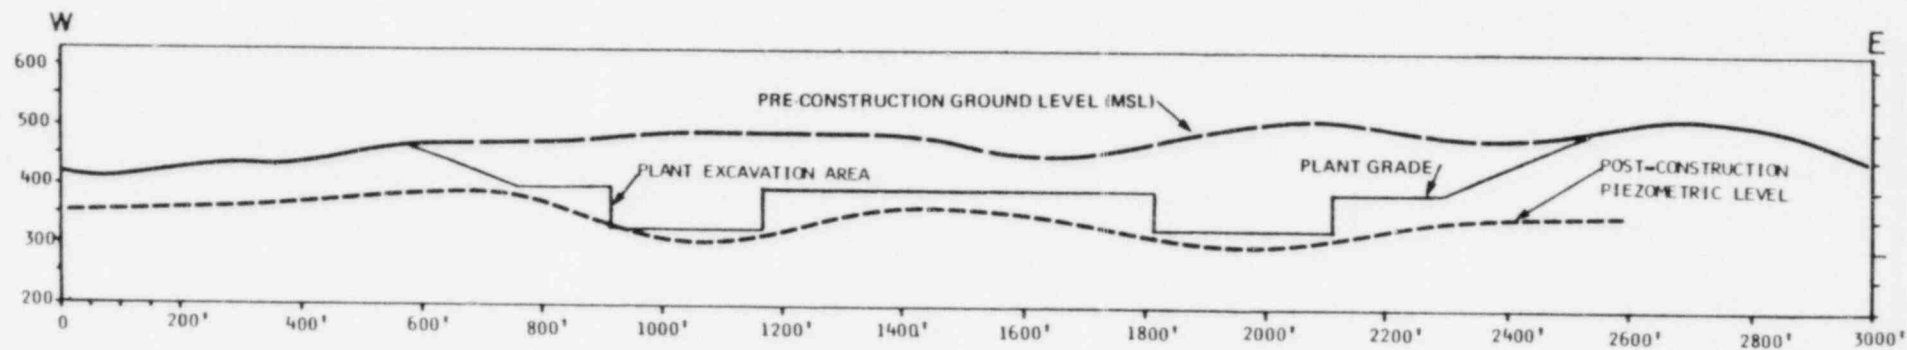 W
E
600
500
400
300
200
PRE-CONSTRUCTION GROUND LEVEL (MSL)
PLANT EXCAVATION AREA
PLANT GRADE
POST-CONSTRUCTION
PIEZOMETRIC LEVEL
0 200' 400' 600' 800' 1000' 1200' 1400' 1600' 1800' 2000' 2200' 2400' 2600' 2800' 3000'